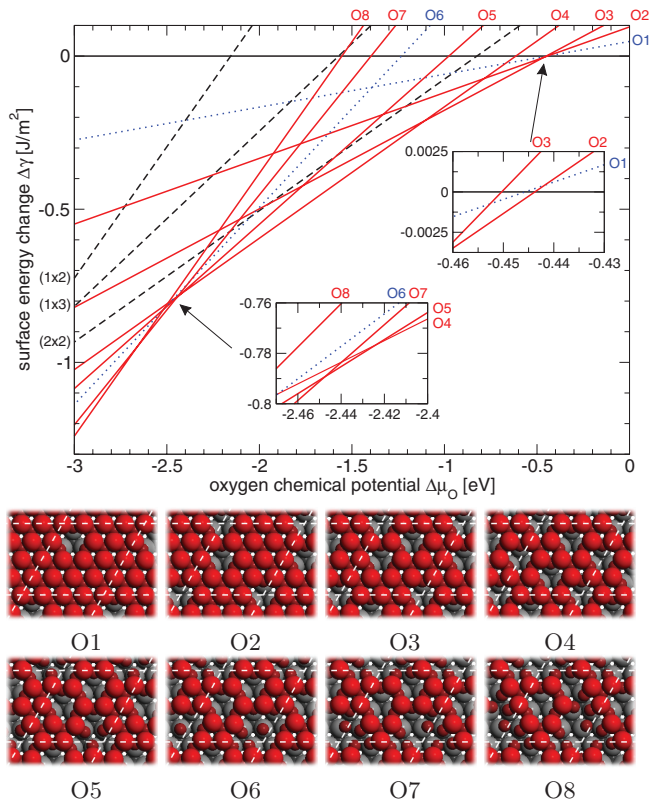 O8 O7 O6 O5 O4 O3 O2
O1
0
-0.5
-1
surface energy change Δγ [J/m²]
(1x2)
(1x3)
(2x2)
O3 O2
O1
0.0025
0
-0.0025
-0.46 -0.45 -0.44 -0.43
O8 O6 O7
O5
O4
-0.76
-0.78
-0.8
-2.46 -2.44 -2.42 -2.4
-3 -2.5 -2 -1.5 -1 -0.5 0
oxygen chemical potential Δμ_O [eV]
O1 O2 O3 O4
O5 O6 O7 O8